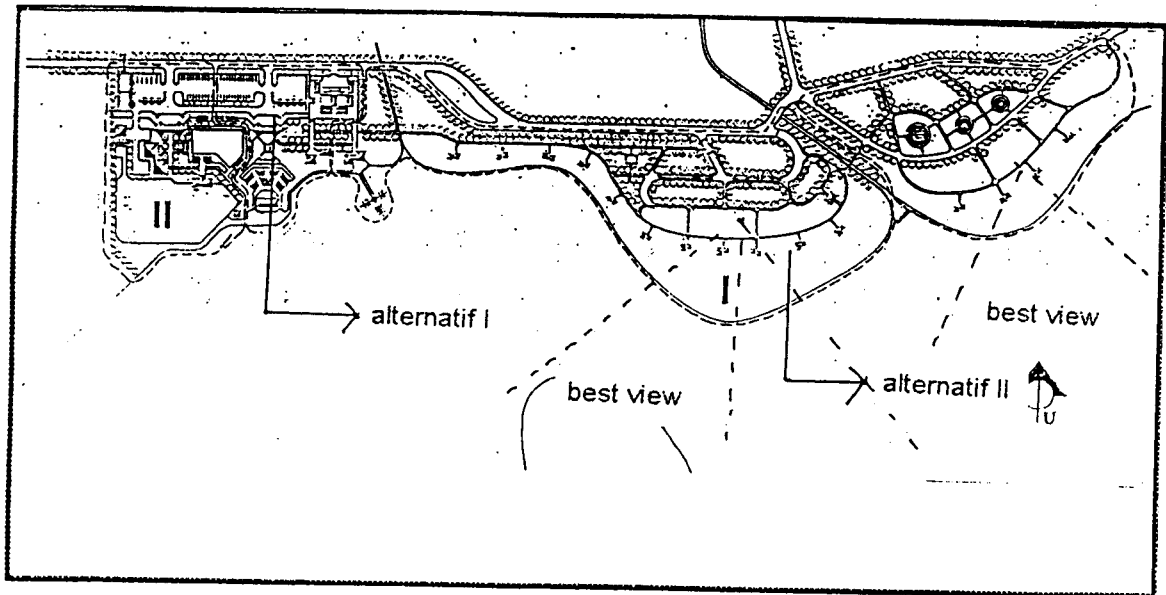 II
I
alternatif I
best view
best view
alternatif II
U